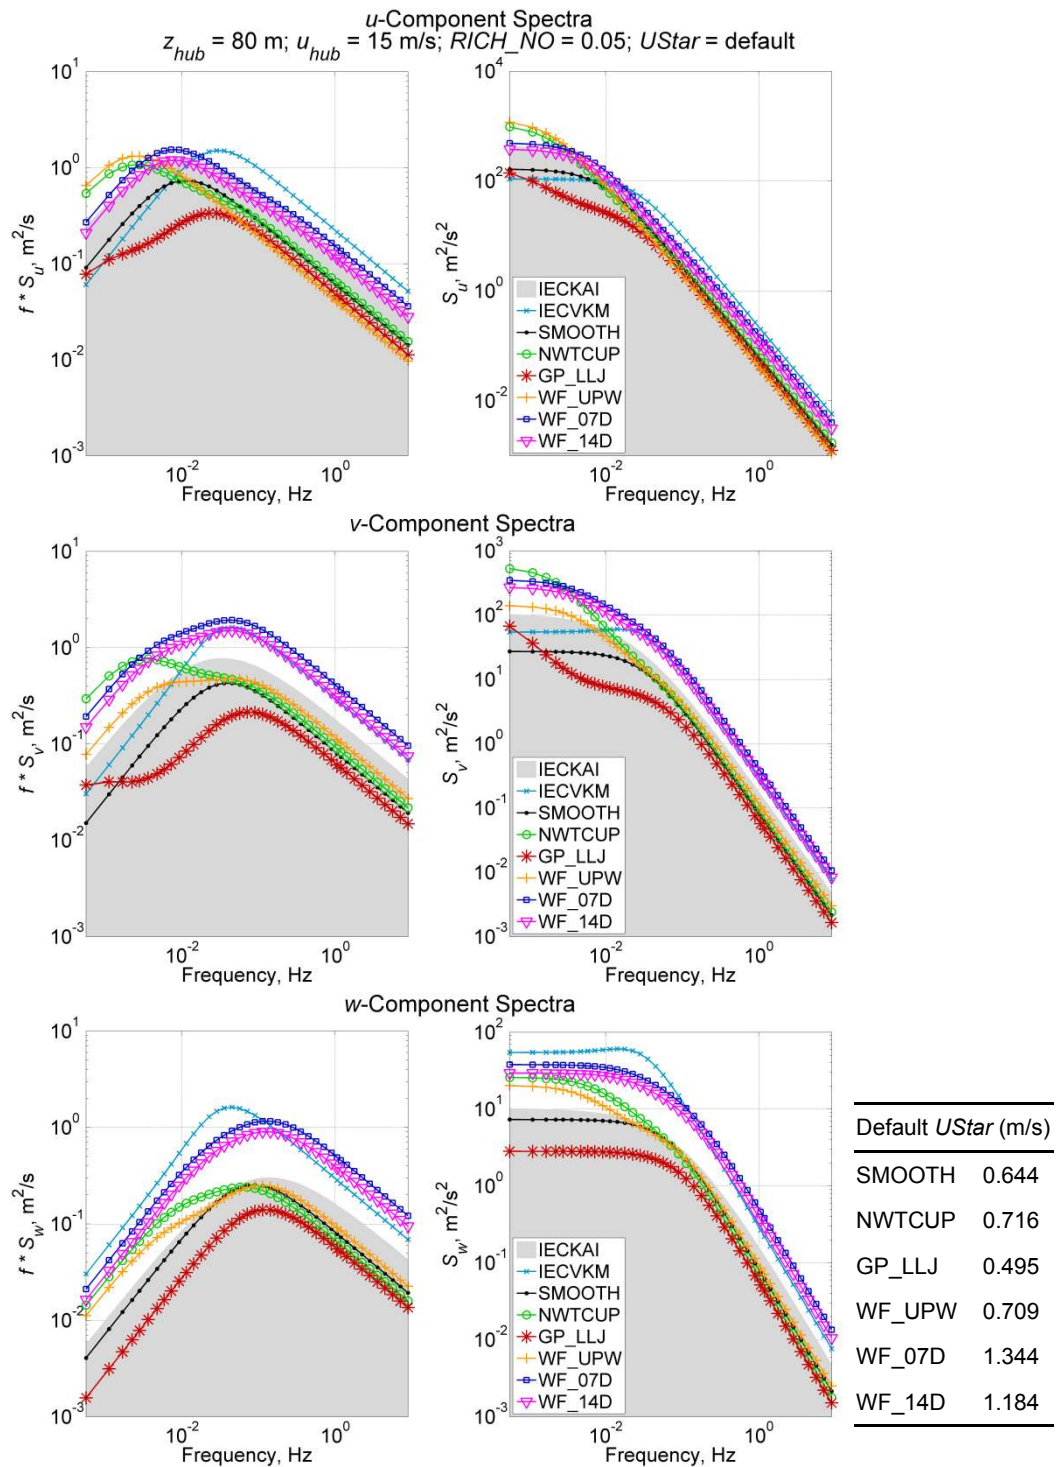 u-Component Spectra
z_hub = 80 m; u_hub = 15 m/s; RICH_NO = 0.05; UStar = default
10^1
10^0
10^-1
10^-2
10^-3
f * S_u, m^2/s
10^-2
10^0
Frequency, Hz
10^4
10^2
10^0
10^-2
S_u, m^2/s^2
IECKAI
IECVKM
SMOOTH
NWTCUP
GP_LLJ
WF_UPW
WF_07D
WF_14D
10^-2
10^0
Frequency, Hz
v-Component Spectra
10^1
10^0
10^-1
10^-2
10^-3
f * S_v, m^2/s
10^-2
10^0
Frequency, Hz
10^3
10^2
10^1
10^0
10^-1
10^-2
10^-3
S_v, m^2/s^2
IECKAI
IECVKM
SMOOTH
NWTCUP
GP_LLJ
WF_UPW
WF_07D
WF_14D
10^-2
10^0
Frequency, Hz
w-Component Spectra
10^1
10^0
10^-1
10^-2
10^-3
f * S_w, m^2/s
10^-2
10^0
Frequency, Hz
10^2
10^1
10^0
10^-1
10^-2
10^-3
S_w, m^2/s^2
IECKAI
IECVKM
SMOOTH
NWTCUP
GP_LLJ
WF_UPW
WF_07D
WF_14D
10^-2
10^0
Frequency, Hz
Default UStar (m/s)
SMOOTH 0.644
NWTCUP 0.716
GP_LLJ 0.495
WF_UPW 0.709
WF_07D 1.344
WF_14D 1.184